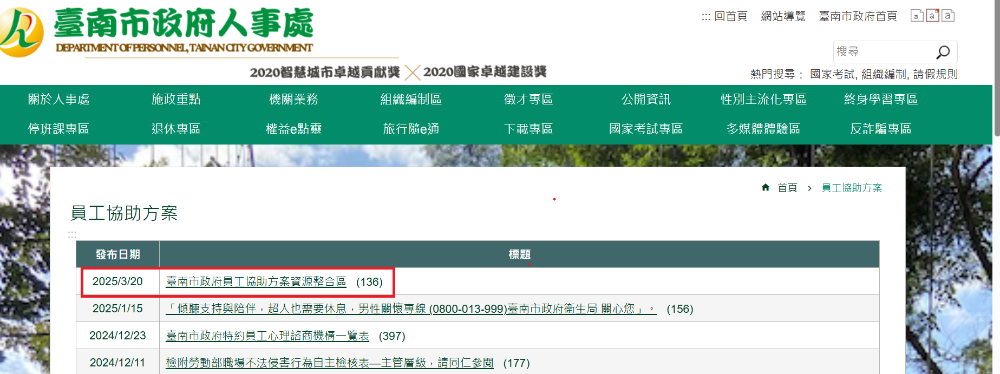 臺南市政府人事處
DEPARTMENT OF PERSONNEL, TAINAN CITY GOVERNMENT
2020智慧城市卓越貢獻獎 2020國家卓越建設獎
::: 回首頁 網站導覽 臺南市政府首頁 a a a
搜尋
熱門搜尋： 國家考試, 組織編制, 請假規則
關於人事處 施政重點 機關業務 組織編制區 徵才專區 公開資訊 性別主流化專區 終身學習專區
停班課專區 退休專區 權益e點靈 旅行隨e通 下載專區 國家考試專區 多媒體體驗區 反詐騙專區
首頁 › 員工協助方案
員工協助方案
:::
發布日期 標題
2025/3/20 臺南市政府員工協助方案資源整合區 (136)
2025/1/15 「傾聽支持與陪伴，超人也需要休息，男性關懷專線 (0800-013-999)臺南市政府衛生局 關心您」。 (156)
2024/12/23 臺南市政府特約員工心理諮商機構一覽表 (397)
2024/12/11 檢附勞動部職場不法侵害行為自主檢核表—主管層級，請同仁參閱 (177)